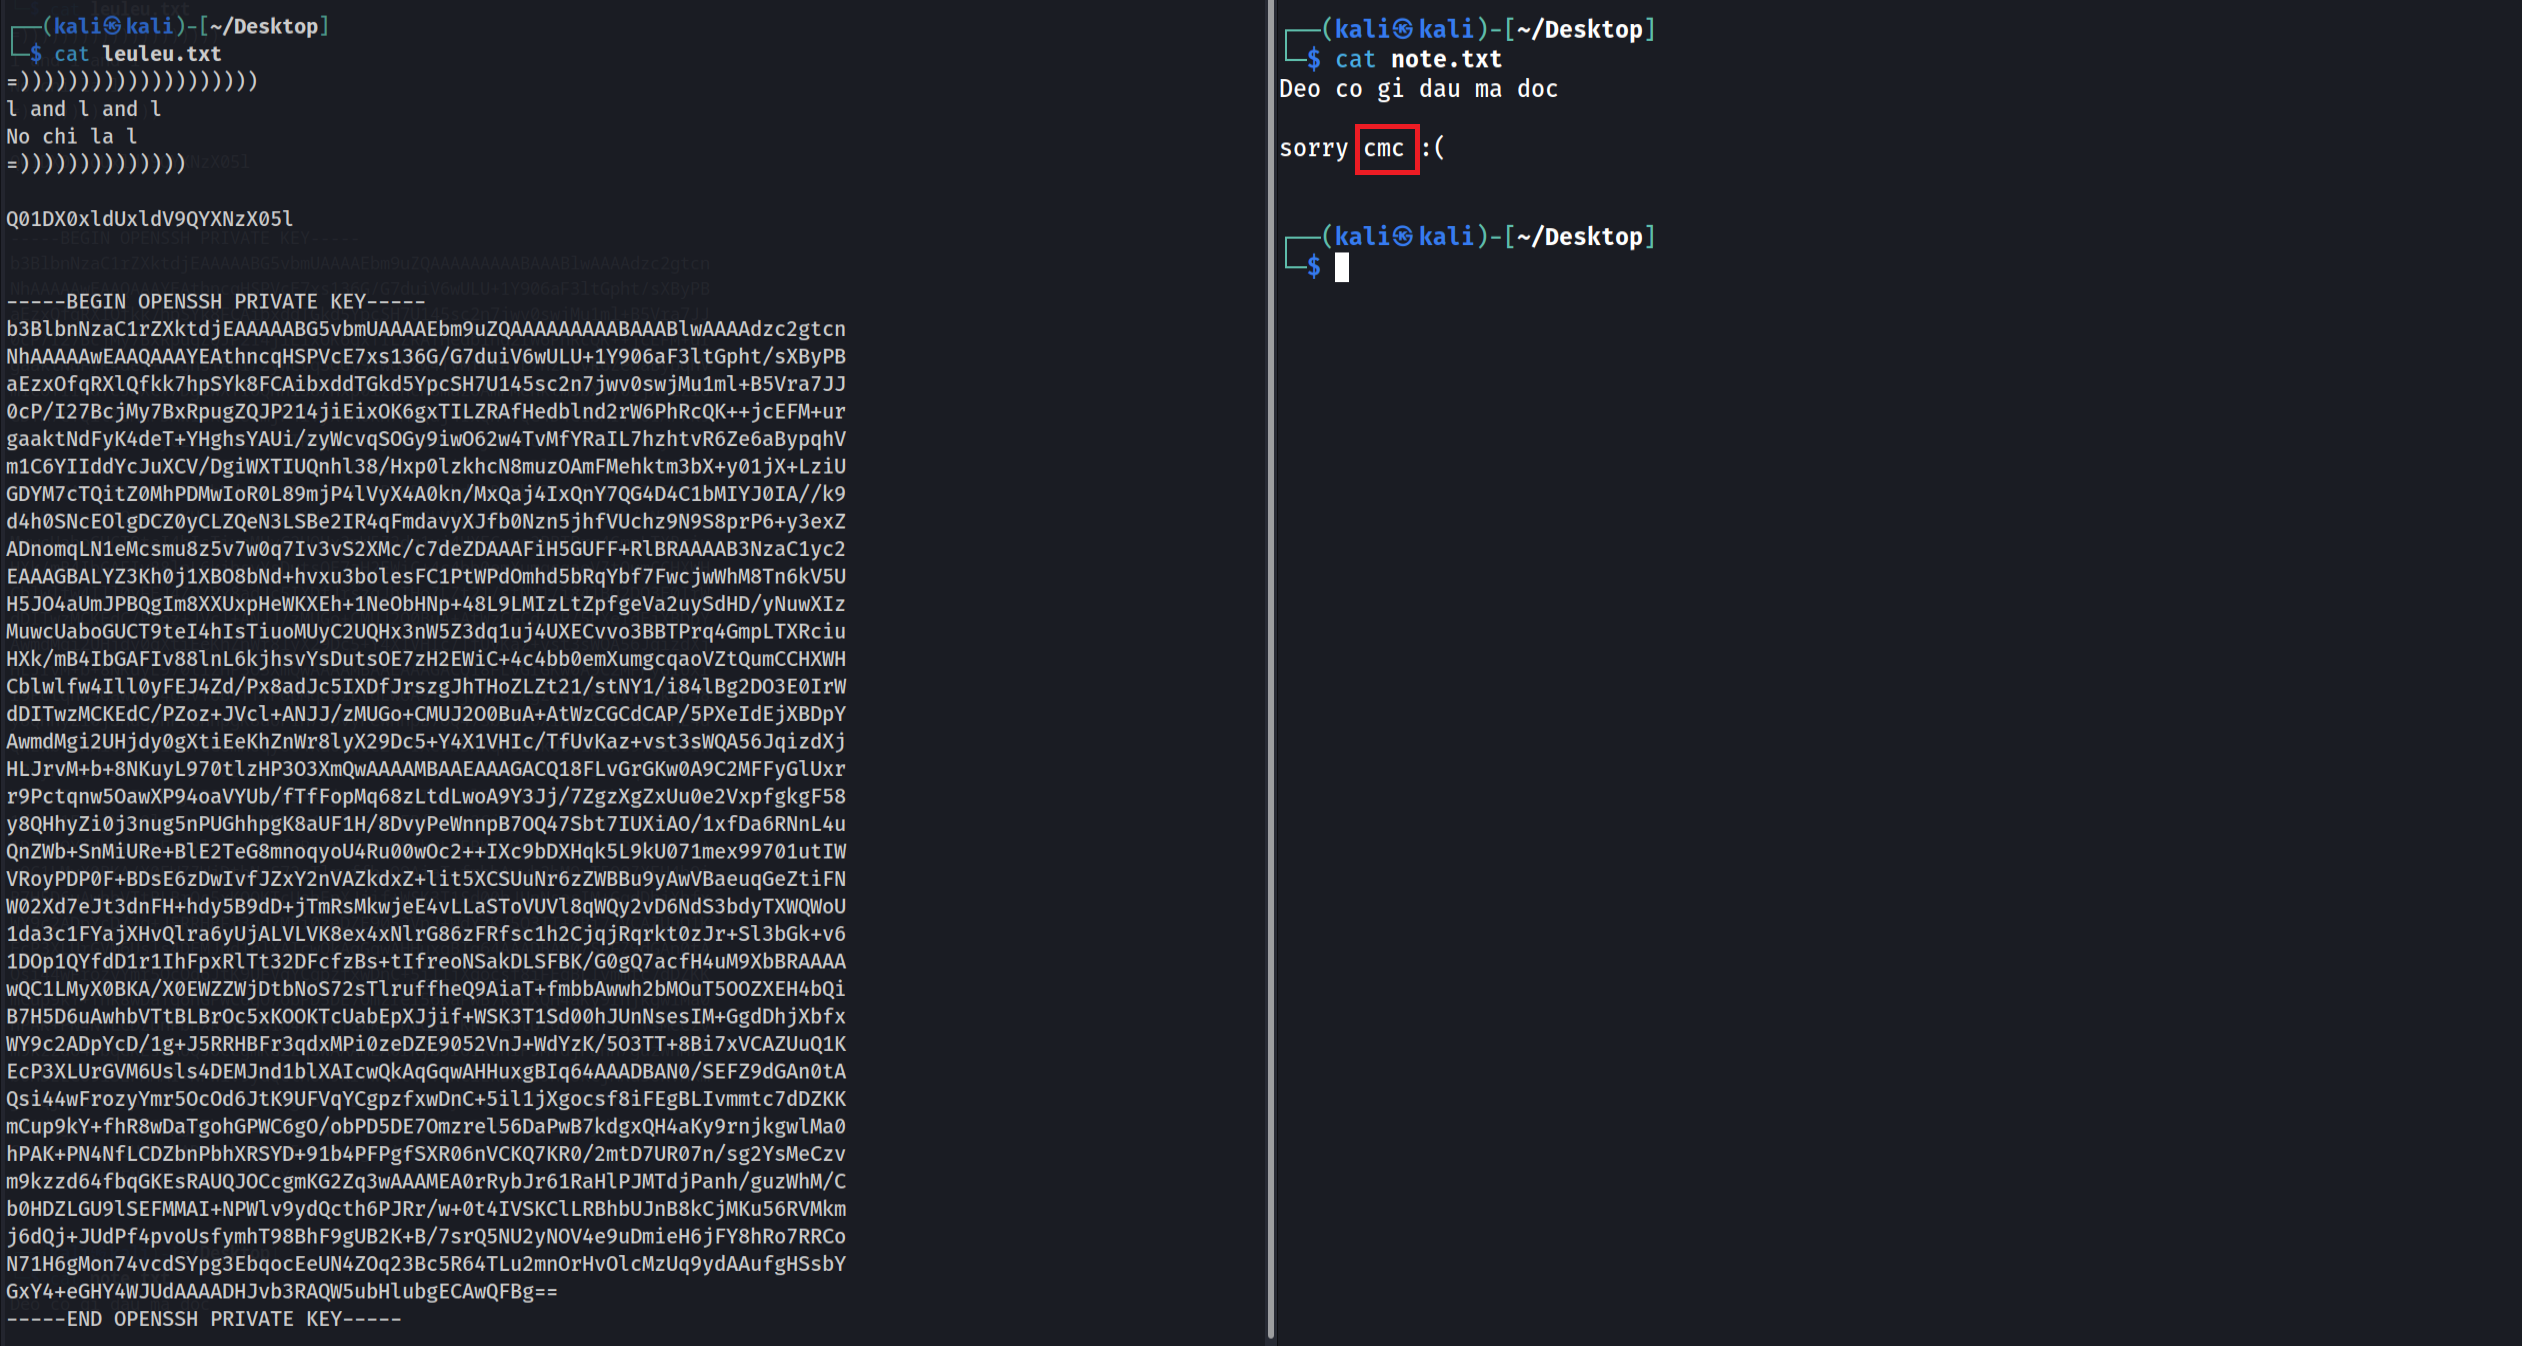 ┌──(kali㉿kali)-[~/Desktop]
└─$ cat leuleu.txt
=))))))))))))))))))))
l and l and l
No chi la l
=))))))))))))))

Q01DX0xldUxldV9QYXNzX05l

-----BEGIN OPENSSH PRIVATE KEY-----
b3BlbnNzaC1rZXktdjEAAAAABG5vbmUAAAAEbm9uZQAAAAAAAAABAAABlwAAAAdzc2gtcn
NhAAAAAwEAAQAAAYEAthncqHSPVcE7xs136G/G7duiV6wULU+1Y906aF3ltGpht/sXByPB
aEzxOfqRXlQfkk7hpSYk8FCAibxddTGkd5YpcSH7U145sc2n7jwv0swjMu1ml+B5Vra7JJ
0cP/I27BcjMy7BxRpugZQJP214jiEixOK6gxTILZRAfHedblnd2rW6PhRcQK++jcEFM+ur
gaaktNdFyK4deT+YHghsYAUi/zyWcvqSOGy9iwO62w4TvMfYRaIL7hzhtvR6Ze6aBypqhV
m1C6YIIddYcJuXCV/DgiWXTIUQnhl38/Hxp0lzkhcN8muzOAmFMehktm3bX+y01jX+LziU
GDYM7cTQitZ0MhPDMwIoR0L89mjP4lVyX4A0kn/MxQaj4IxQnY7QG4D4C1bMIYJ0IA//k9
d4h0SNcEOlgDCZ0yCLZQeN3LSBe2IR4qFmdavyXJfb0Nzn5jhfVUchz9N9S8prP6+y3exZ
ADnomqLN1eMcsmu8z5v7w0q7Iv3vS2XMc/c7deZDAAAFiH5GUFF+RlBRAAAAB3NzaC1yc2
EAAAGBALYZ3Kh0j1XBO8bNd+hvxu3bolesFC1PtWPdOmhd5bRqYbf7FwcjwWhM8Tn6kV5U
H5JO4aUmJPBQgIm8XXUxpHeWKXEh+1NeObHNp+48L9LMIzLtZpfgeVa2uySdHD/yNuwXIz
MuwcUaboGUCT9teI4hIsTiuoMUyC2UQHx3nW5Z3dq1uj4UXECvvo3BBTPrq4GmpLTXRciu
HXk/mB4IbGAFIv88lnL6kjhsvYsDutsOE7zH2EWiC+4c4bb0emXumgcqaoVZtQumCCHXWH
Cblwlfw4Ill0yFEJ4Zd/Px8adJc5IXDfJrszgJhTHoZLZt21/stNY1/i84lBg2DO3E0IrW
dDITwzMCKEdC/PZoz+JVcl+ANJJ/zMUGo+CMUJ2O0BuA+AtWzCGCdCAP/5PXeIdEjXBDpY
AwmdMgi2UHjdy0gXtiEeKhZnWr8lyX29Dc5+Y4X1VHIc/TfUvKaz+vst3sWQA56JqizdXj
HLJrvM+b+8NKuyL970tlzHP3O3XmQwAAAAMBAAEAAAGACQ18FLvGrGKw0A9C2MFFyGlUxr
r9Pctqnw5OawXP94oaVYUb/fTfFopMq68zLtdLwoA9Y3Jj/7ZgzXgZxUu0e2VxpfgkgF58
y8QHhyZi0j3nug5nPUGhhpgK8aUF1H/8DvyPeWnnpB7OQ47Sbt7IUXiAO/1xfDa6RNnL4u
QnZWb+SnMiURe+BlE2TeG8mnoqyoU4Ru00wOc2++IXc9bDXHqk5L9kU071mex99701utIW
VRoyPDP0F+BDsE6zDwIvfJZxY2nVAZkdxZ+lit5XCSUuNr6zZWBBu9yAwVBaeuqGeZtiFN
W02Xd7eJt3dnFH+hdy5B9dD+jTmRsMkwjeE4vLLaSToVUVl8qWQy2vD6NdS3bdyTXWQWoU
1da3c1FYajXHvQlra6yUjALVLVK8ex4xNlrG86zFRfsc1h2CjqjRqrkt0zJr+Sl3bGk+v6
1DOp1QYfdD1r1IhFpxRlTt32DFcfzBs+tIfreoNSakDLSFBK/G0gQ7acfH4uM9XbBRAAAA
wQC1LMyX0BKA/X0EWZZWjDtbNoS72sTlruffheQ9AiaT+fmbbAwwh2bMOuT5OOZXEH4bQi
B7H5D6uAwhbVTtBLBrOc5xKOOKTcUabEpXJjif+WSK3T1Sd00hJUnNsesIM+GgdDhjXbfx
WY9c2ADpYcD/1g+J5RRHBFr3qdxMPi0zeDZE9052VnJ+WdYzK/5O3TT+8Bi7xVCAZUuQ1K
EcP3XLUrGVM6Usls4DEMJnd1blXAIcwQkAqGqwAHHuxgBIq64AAADBAN0/SEFZ9dGAn0tA
Qsi44wFrozyYmr5OcOd6JtK9UFVqYCgpzfxwDnC+5il1jXgocsf8iFEgBLIvmmtc7dDZKK
mCup9kY+fhR8wDaTgohGPWC6gO/obPD5DE7Omzrel56DaPwB7kdgxQH4aKy9rnjkgwlMa0
hPAK+PN4NfLCDZbnPbhXRSYD+91b4PFPgfSXR06nVCKQ7KR0/2mtD7UR07n/sg2YsMeCzv
m9kzzd64fbqGKEsRAUQJOCcgmKG2Zq3wAAAMEA0rRybJr61RaHlPJMTdjPanh/guzWhM/C
b0HDZLGU9lSEFMMAI+NPWlv9ydQcth6PJRr/w+0t4IVSKClLRBhbUJnB8kCjMKu56RVMkm
j6dQj+JUdPf4pvoUsfymhT98BhF9gUB2K+B/7srQ5NU2yNOV4e9uDmieH6jFY8hRo7RRCo
N71H6gMon74vcdSYpg3EbqocEeUN4ZOq23Bc5R64TLu2mnOrHvOlcMzUq9ydAAufgHSsbY
GxY4+eGHY4WJUdAAAADHJvb3RAQW5ubHlubgECAwQFBg==
-----END OPENSSH PRIVATE KEY-----
┌──(kali㉿kali)-[~/Desktop]
└─$ cat note.txt
Deo co gi dau ma doc

sorry cmc :(

┌──(kali㉿kali)-[~/Desktop]
└─$